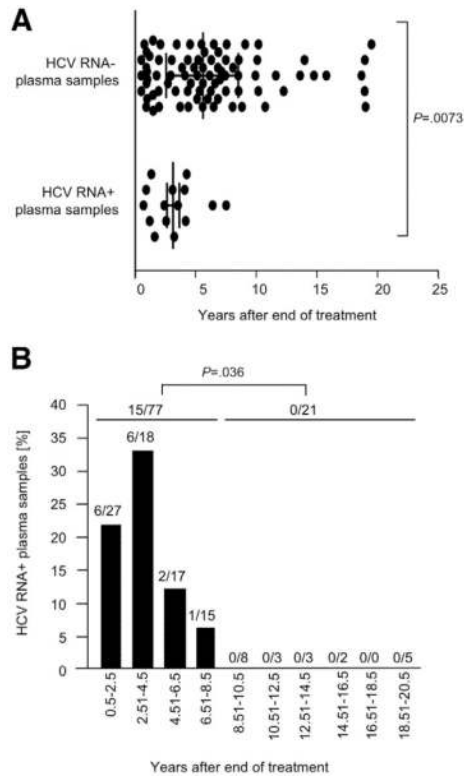 A
HCV RNA-
plasma samples
HCV RNA+
plasma samples
P=.0073
0 5 10 15 20 25
Years after end of treatment
B
P=.036
15/77 0/21
HCV RNA+ plasma samples [%]
40
35
30
25
20
15
10
5
0
6/27 6/18 2/17 1/15 0/8 0/3 0/3 0/2 0/0 0/5
0.5-2.5
2.51-4.5
4.51-6.5
6.51-8.5
8.51-10.5
10.51-12.5
12.51-14.5
14.51-16.5
16.51-18.5
18.51-20.5
Years after end of treatment